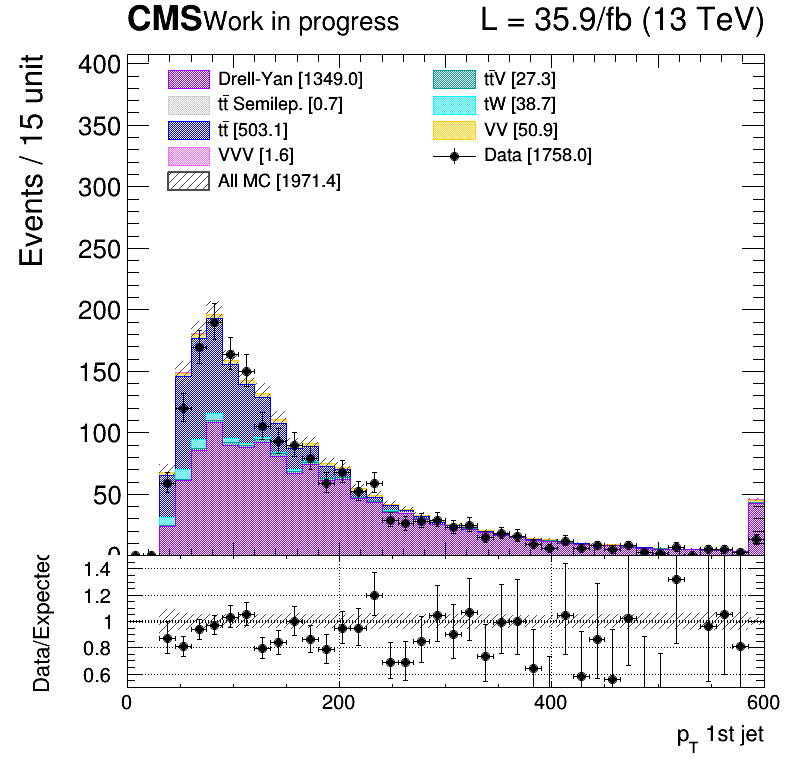 CMS Work in progress L = 35.9/fb (13 TeV)
Events / 15 unit
400
350
300
250
200
150
100
50
0
Drell-Yan [1349.0]
tt̄ Semilep. [0.7]
tt̄ [503.1]
VVV [1.6]
All MC [1971.4]
tt̄V [27.3]
tW [38.7]
VV [50.9]
Data [1758.0]
Data/Expected
1.4
1.2
1
0.8
0.6
0 200 400 600
p_T 1st jet